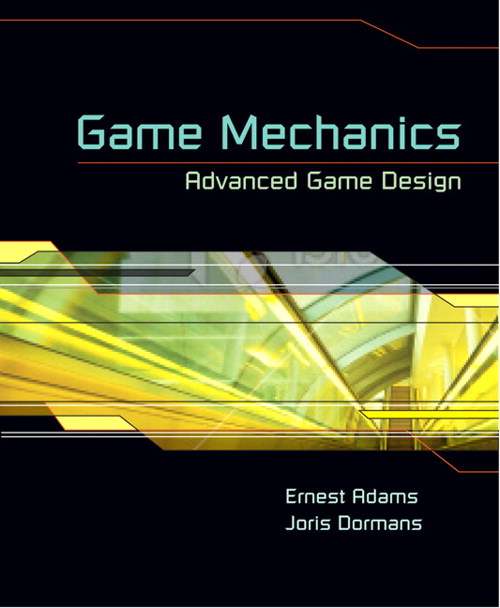 Game Mechanics
Advanced Game Design
Ernest Adams
Joris Dormans